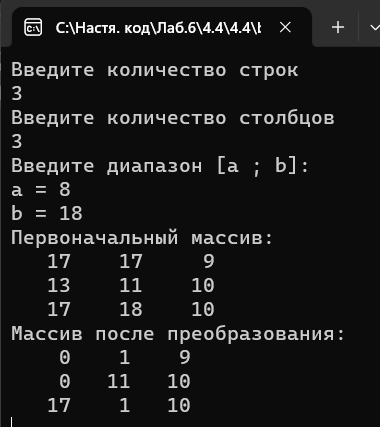 C:\Настя. код\Лаб.6\4.4\4.4\b
Введите количество строк
3
Введите количество столбцов
3
Введите диапазон [a ; b]:
a = 8
b = 18
Первоначальный массив:
17 17 9
13 11 10
17 18 10
Массив после преобразования:
0 1 9
0 11 10
17 1 10